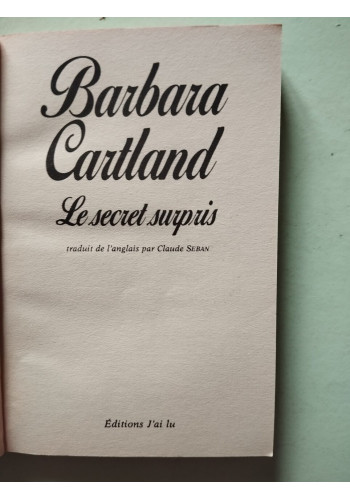 Barbara
Cartland
Le secret surpris
traduit de l'anglais par Claude SEBAN
Éditions J'ai lu